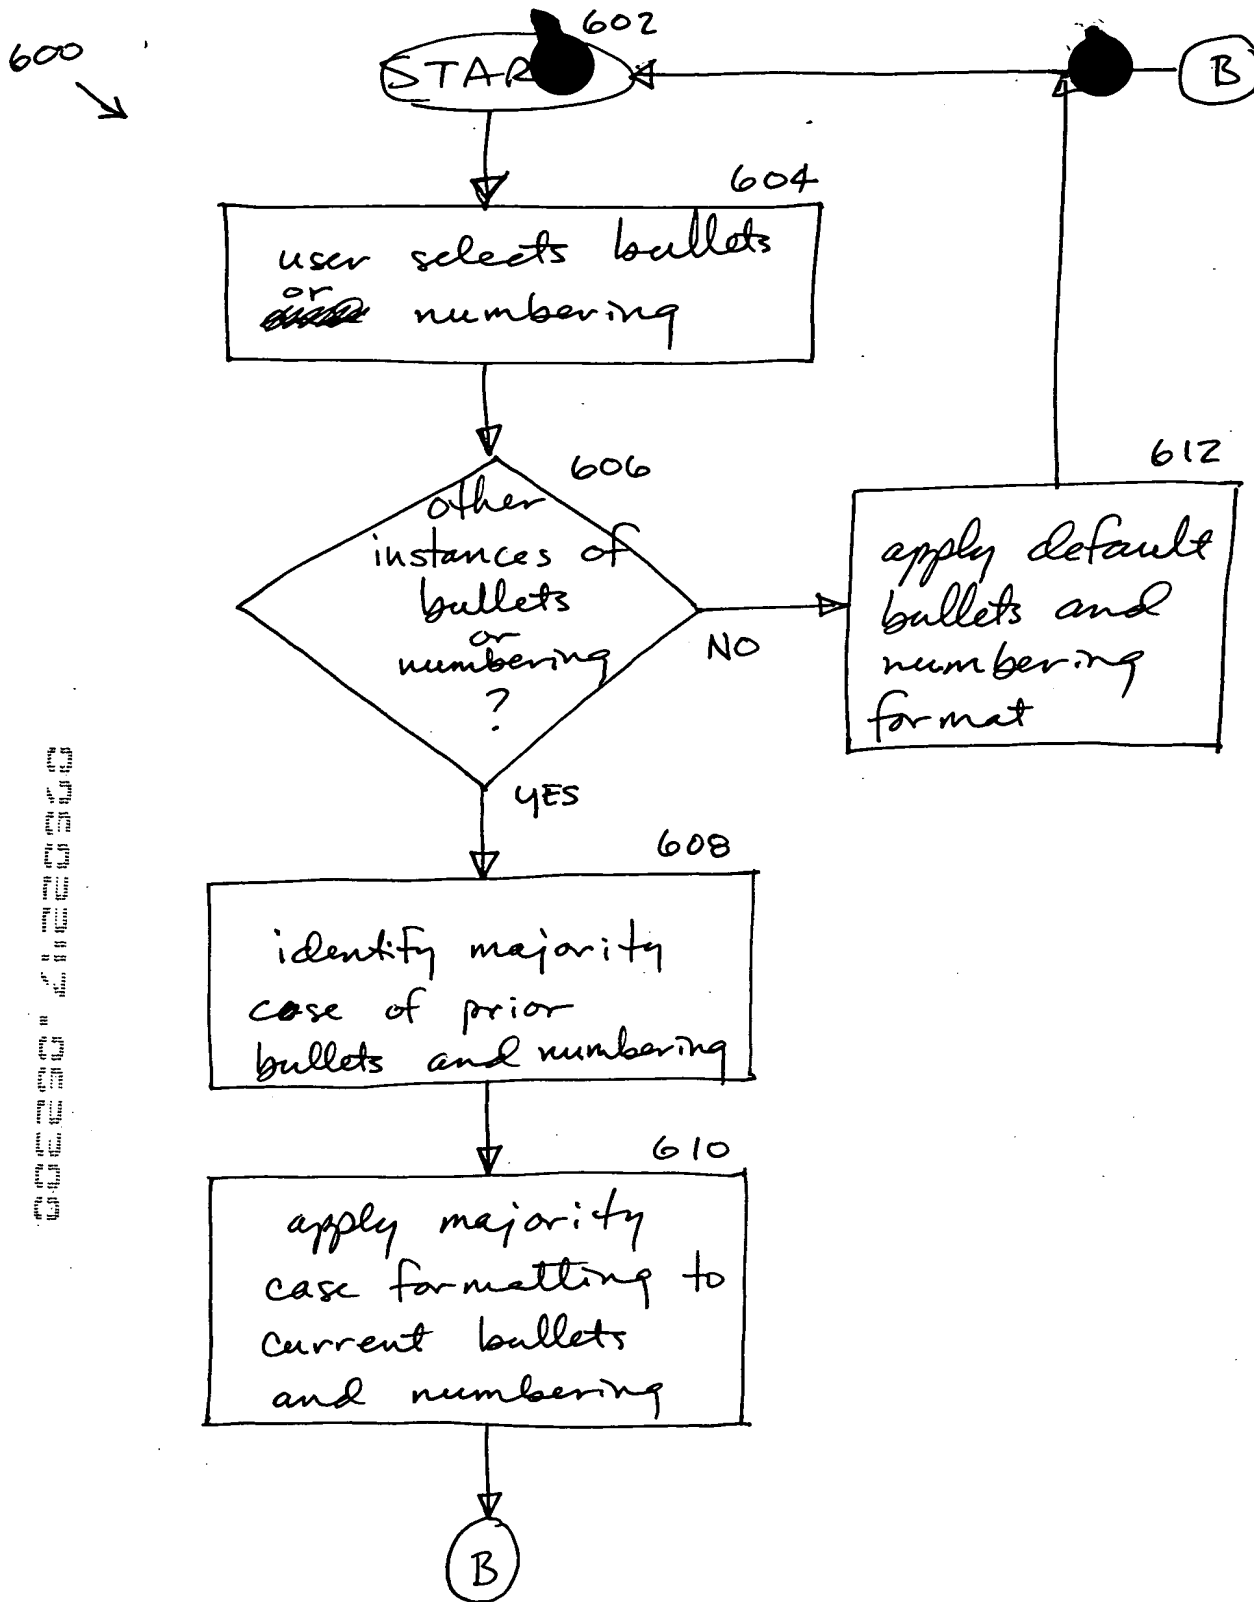 600
602
STAR
B
604
user selects bullets
or
numbering
606
other
instances of
bullets
or
numbering
?
NO
612
apply default
bullets and
numbering
format
YES
608
identify majority
case of prior
bullets and numbering
610
apply majority
case formatting to
current bullets
and numbering
B